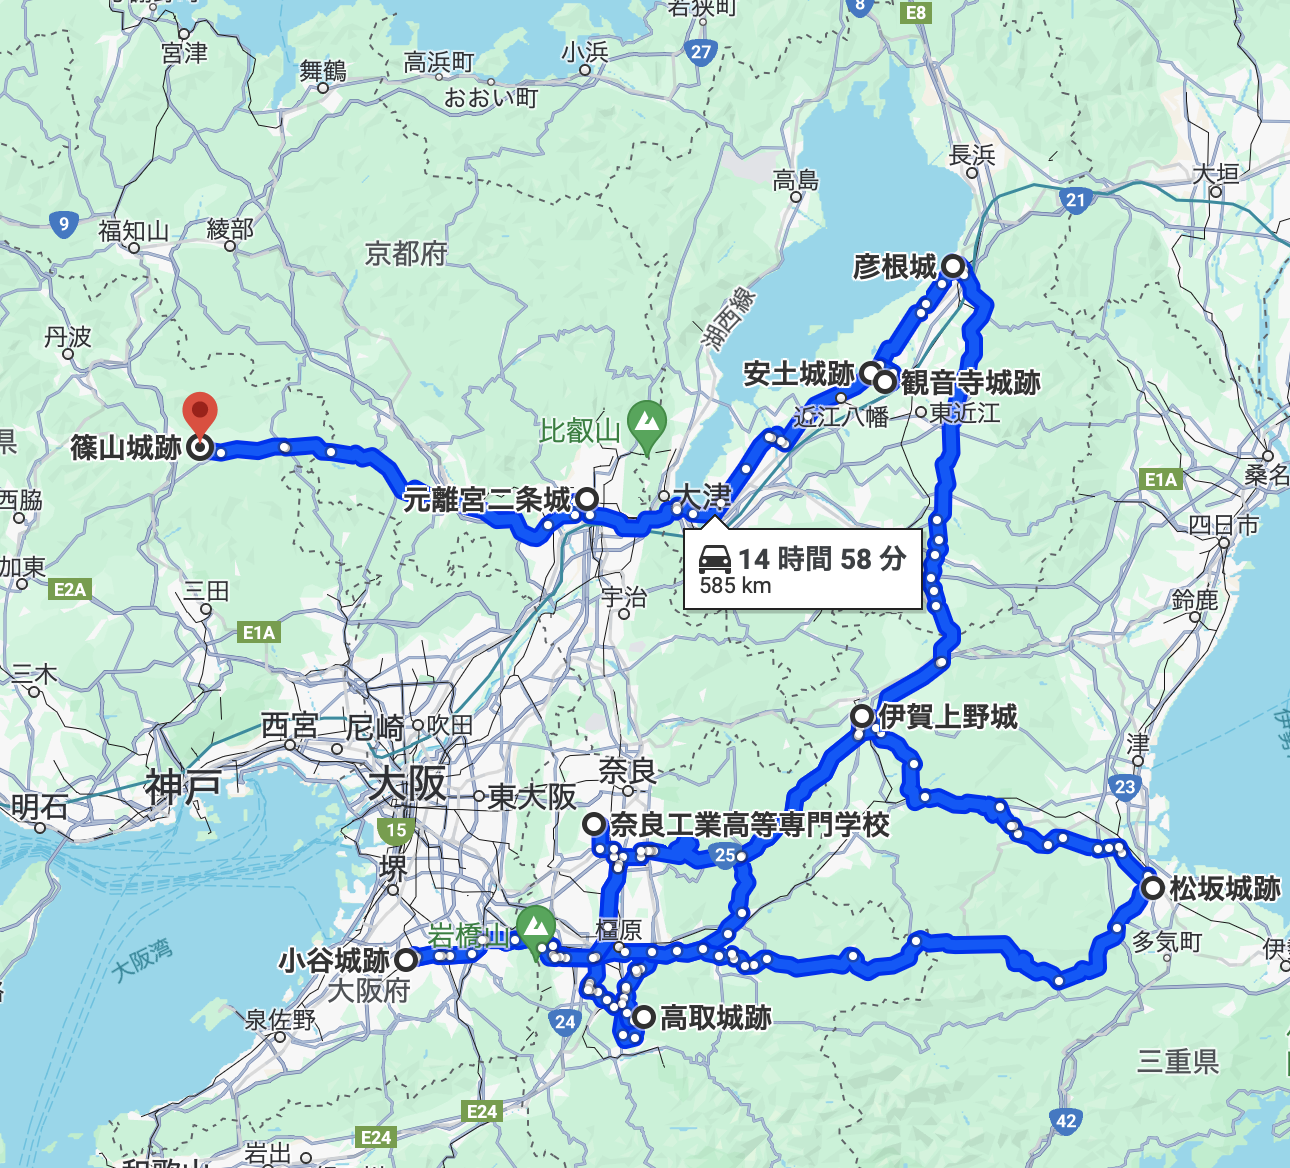 若狭町
8
E8
宮津
小浜
27
高浜町
舞鶴
おおい町
長浜
大垣
高島
21
9
福知山
綾部
京都府
彦根城
湖西線
丹波
安土城跡
観音寺城跡
近江八幡
東近江
比叡山
篠山城跡
県
桑名
E1A
西脇
元離宮二条城
大津
四日市
14 時間 58 分
585 km
加東
E2A
三田
宇治
鈴鹿
E1A
三木
伊賀上野城
西宮
尼崎
吹田
津
神戸
大阪
奈良
23
明石
東大阪
15
奈良工業高等専門学校
25
堺
松坂城跡
岩橋山
橿原
多気町
大阪湾
小谷城跡
大阪府
高取城跡
泉佐野
24
三重県
E24
42
E24
岩出
和歌山